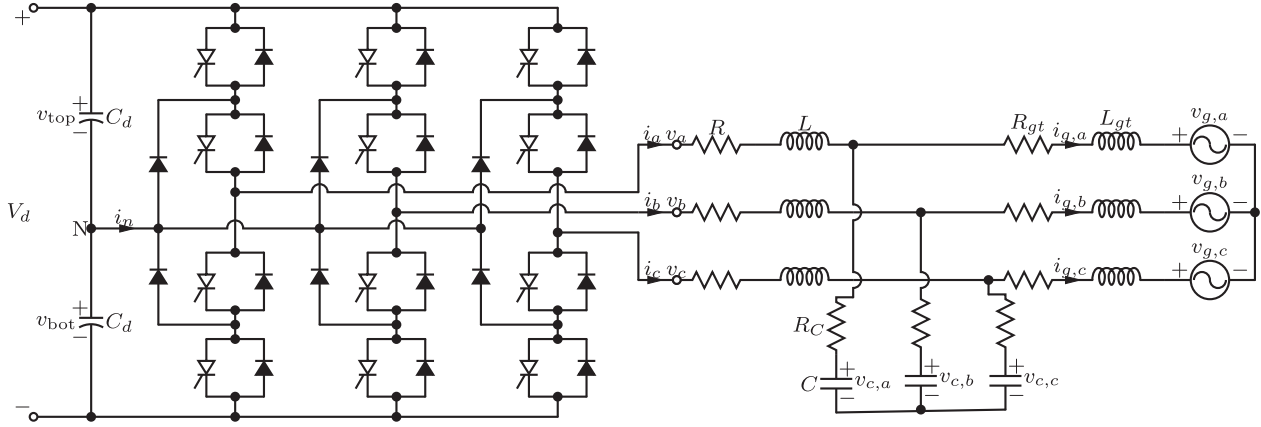 +
+
v_top C_d
−
V_d
N i_n
+
v_bot C_d
−
−
i_a v_a R L R_gt i_g,a L_gt + v_g,a −
i_b v_b i_g,b + v_g,b −
i_c v_c i_g,c + v_g,c −
R_C
C + v_c,a − + v_c,b − + v_c,c −